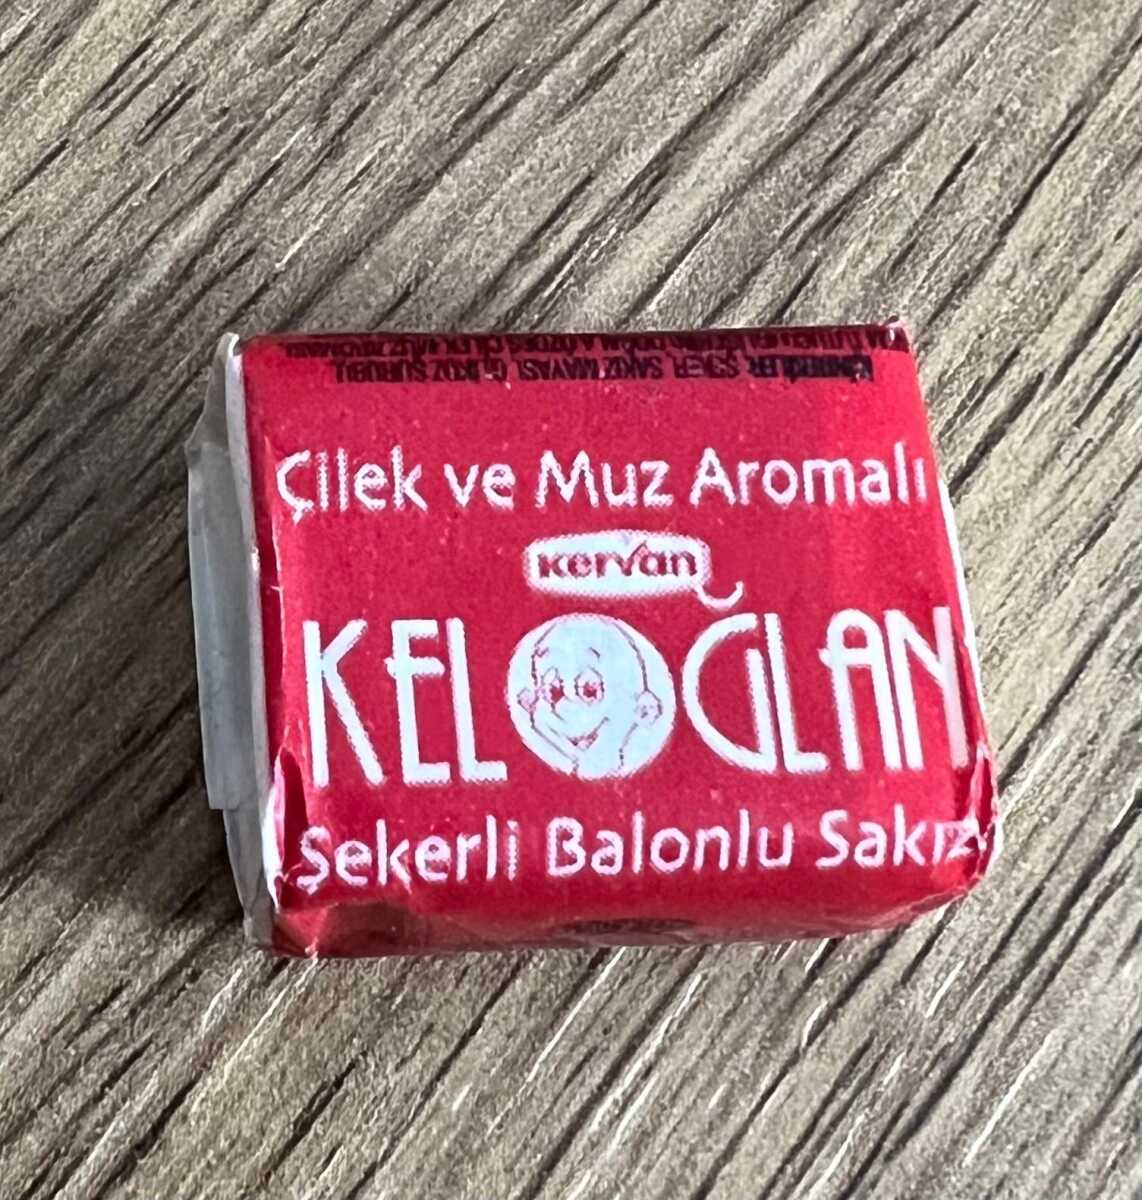 Çilek ve Muz Aromalı
Kervan
KELOĞLAN
Şekerli Balonlu Sakız